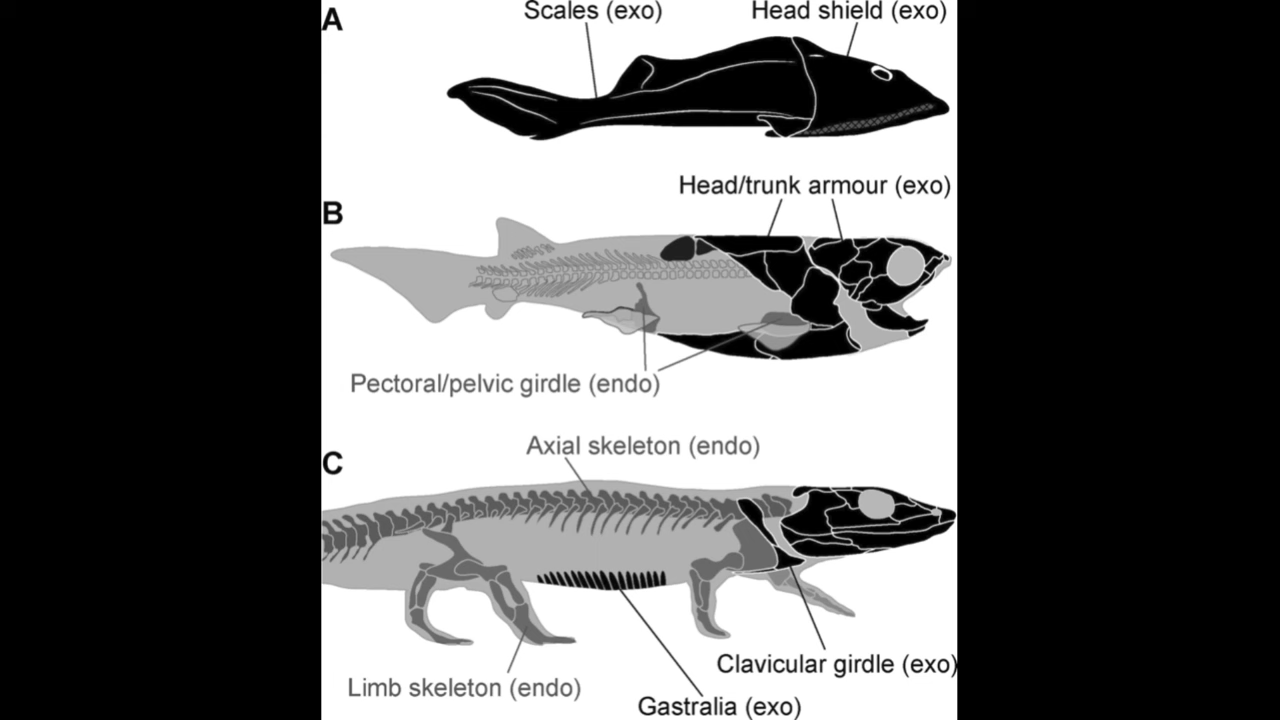 A
Scales (exo)
Head shield (exo)
Head/trunk armour (exo)
B
Pectoral/pelvic girdle (endo)
Axial skeleton (endo)
C
Clavicular girdle (exo)
Limb skeleton (endo)
Gastralia (exo)